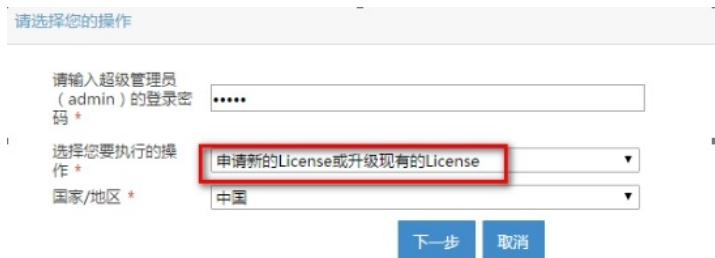 请选择您的操作
请输入超级管理员
（admin）的登录密
码 *
•••••
选择您要执行的操
作 *
申请新的License或升级现有的License
国家/地区 *
中国
下一步
取消